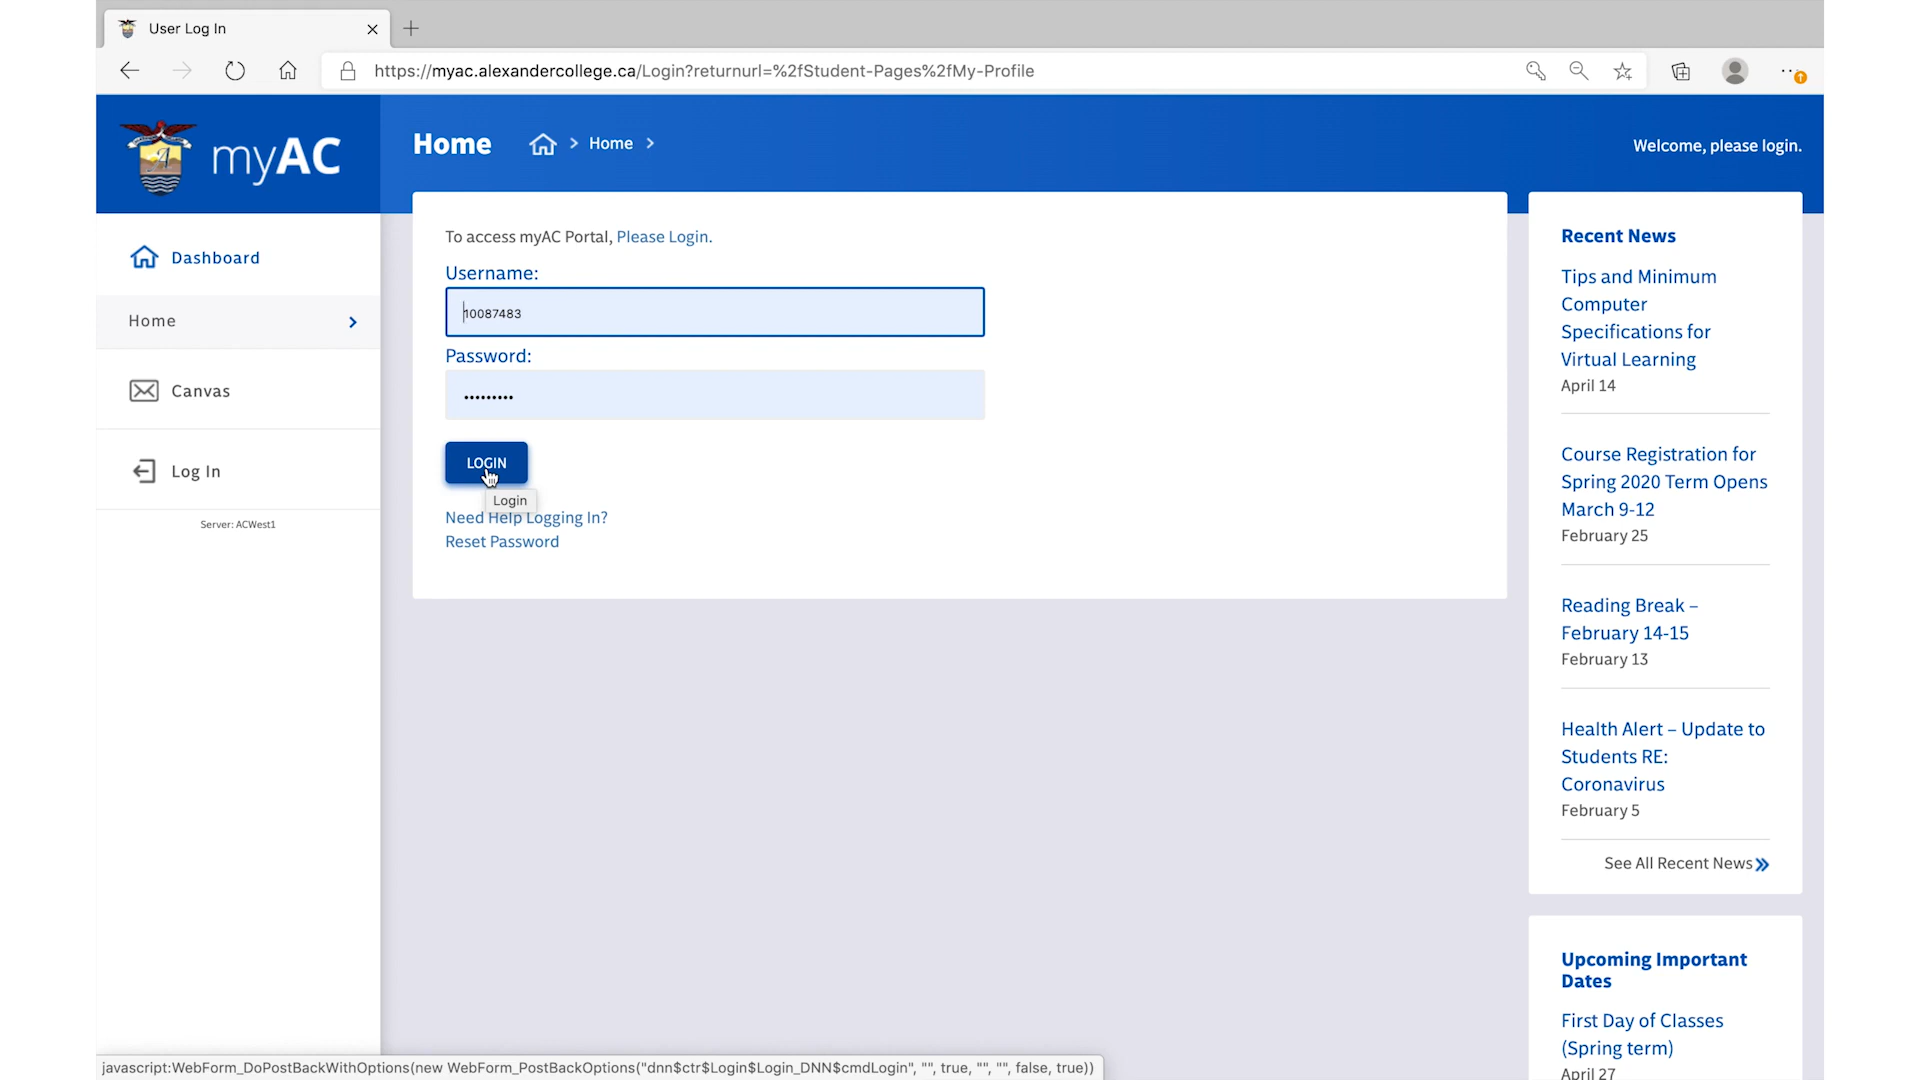 User Log In
https://myac.alexandercollege.ca/Login?returnurl=%2fStudent-Pages%2fMy-Profile
myAC
Home
Home
Welcome, please login.
Dashboard
Home
Canvas
Log In
Server: ACWest1
To access myAC Portal, Please Login.
Username:
10087483
Password:
•••••••••
LOGIN
Login
Need Help Logging In?
Reset Password
Recent News
Tips and Minimum
Computer
Specifications for
Virtual Learning
April 14
Course Registration for
Spring 2020 Term Opens
March 9-12
February 25
Reading Break –
February 14-15
February 13
Health Alert – Update to
Students RE:
Coronavirus
February 5
See All Recent News
Upcoming Important
Dates
First Day of Classes
(Spring term)
April 27
javascript:WebForm_DoPostBackWithOptions(new WebForm_PostBackOptions("dnn$ctr$Login$Login_DNN$cmdLogin", "", true, "", "", false, true))